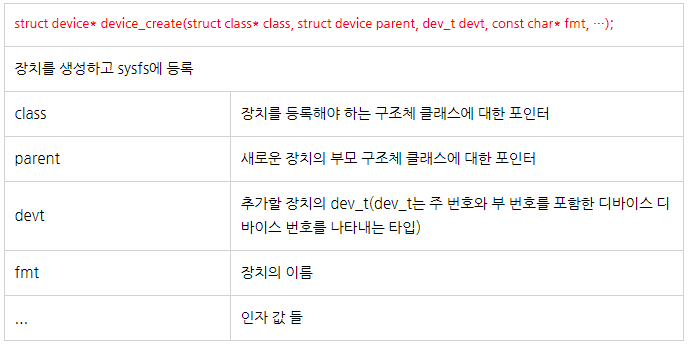 struct device* device_create(struct class* class, struct device parent, dev_t devt, const char* fmt, …);
장치를 생성하고 sysfs에 등록
class
장치를 등록해야 하는 구조체 클래스에 대한 포인터
parent
새로운 장치의 부모 구조체 클래스에 대한 포인터
devt
추가할 장치의 dev_t(dev_t는 주 번호와 부 번호를 포함한 디바이스 디
바이스 번호를 나타내는 타입)
fmt
장치의 이름
...
인자 값 들